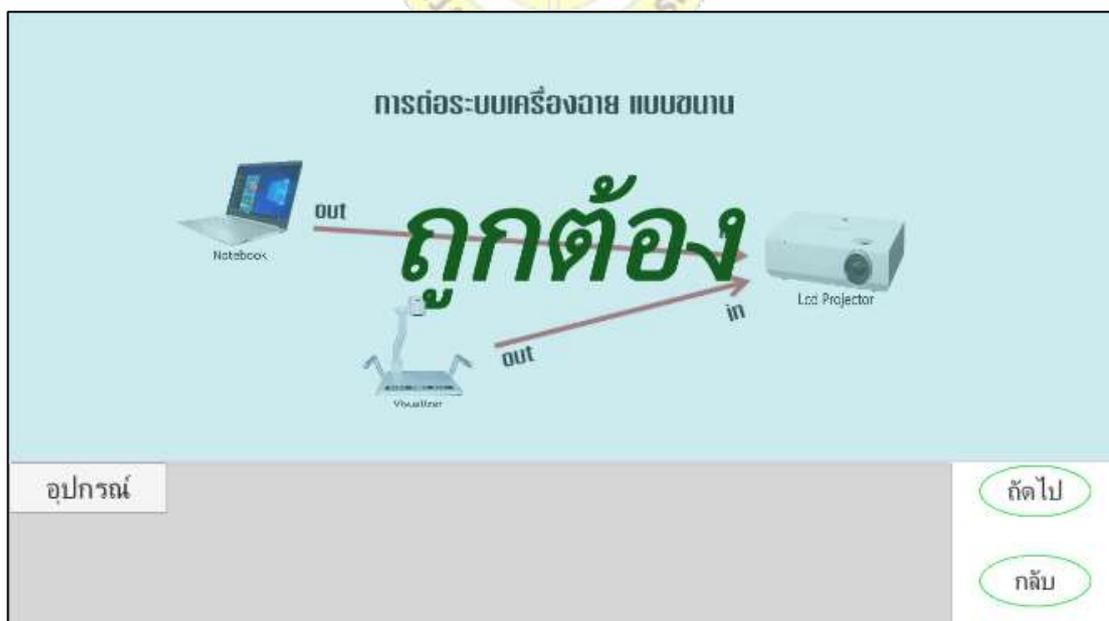 การต่อระบบเครื่องฉาย แบบขนาน
out
ถูกต้อง
Notebook
Lcd Projector
in
out
Visualizer
อุปกรณ์
ถัดไป
กลับ